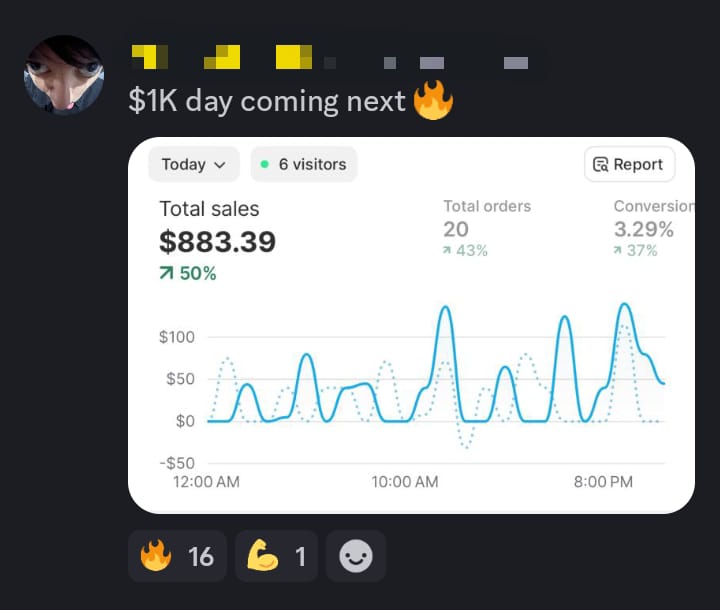 $1K day coming next 🔥
Today
6 visitors
Report
Total sales
$883.39
50%
Total orders
20
43%
Conversion
3.29%
37%
$100
$50
$0
-$50
12:00 AM
10:00 AM
8:00 PM
🔥 16
💪 1